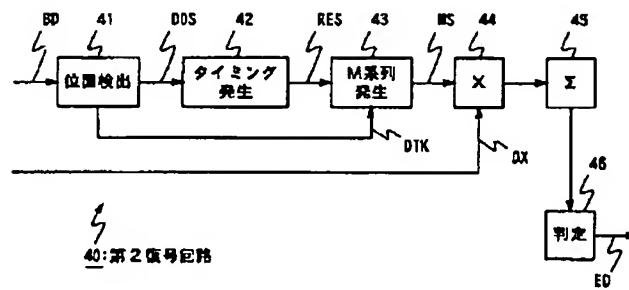 BD 41 DDS 42 RES 43 MS 44 45
位置検出
タイミング
発生
M系列
発生
X
Σ
DTK
DX
46
判定
40:第2復号回路
ED